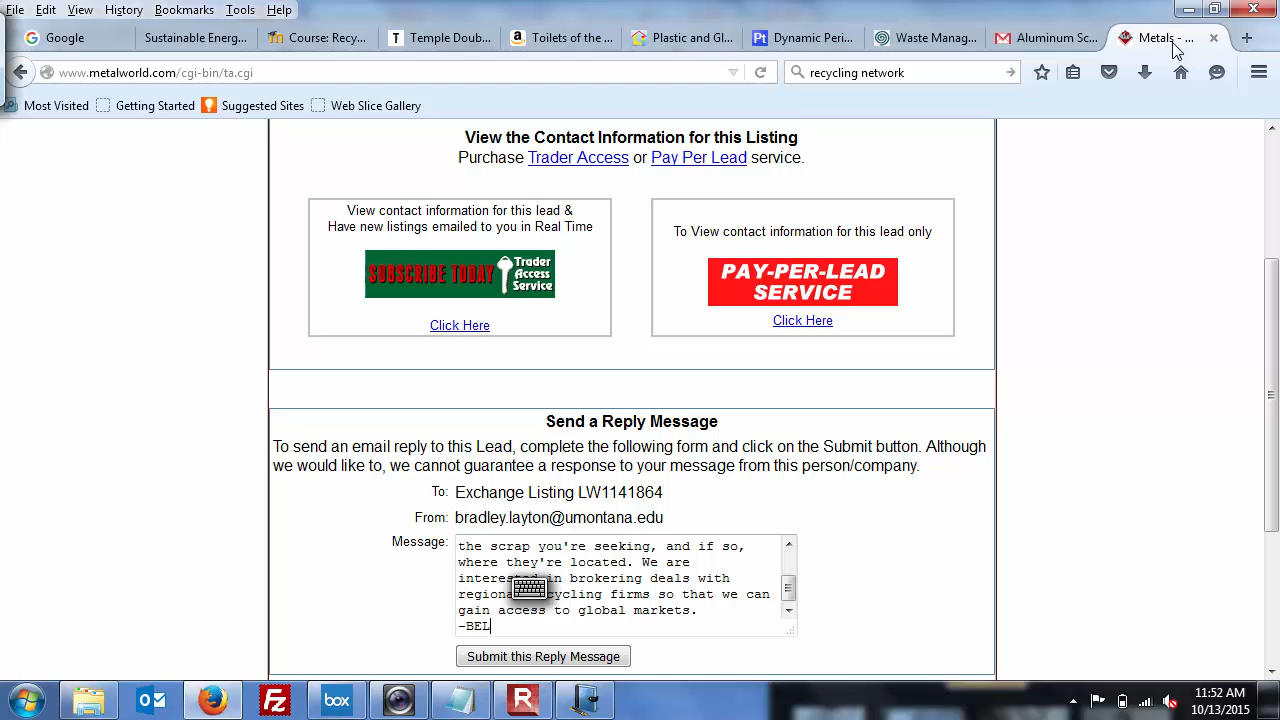 File Edit View History Bookmarks Tools Help
Google Sustainable Energ... Course: Recy... Temple Doub... Toilets of the ... Plastic and Gl... Dynamic Peri... Waste Manag... Aluminum Sc... Metals - ...
www.metalworld.com/cgi-bin/ta.cgi recycling network
Most Visited Getting Started Suggested Sites Web Slice Gallery
View the Contact Information for this Listing
Purchase Trader Access or Pay Per Lead service.
View contact information for this lead &
Have new listings emailed to you in Real Time
SUBSCRIBE TODAY Trader Access Service
Click Here
To View contact information for this lead only
PAY-PER-LEAD
SERVICE
Click Here
Send a Reply Message
To send an email reply to this Lead, complete the following form and click on the Submit button. Although
we would like to, we cannot guarantee a response to your message from this person/company.
To: Exchange Listing LW1141864
From: bradley.layton@umontana.edu
Message:
the scrap you're seeking, and if so,
where they're located. We are
interested in brokering deals with
regional recycling firms so that we can
gain access to global markets.
-BEL
Submit this Reply Message
box
11:52 AM
10/13/2015